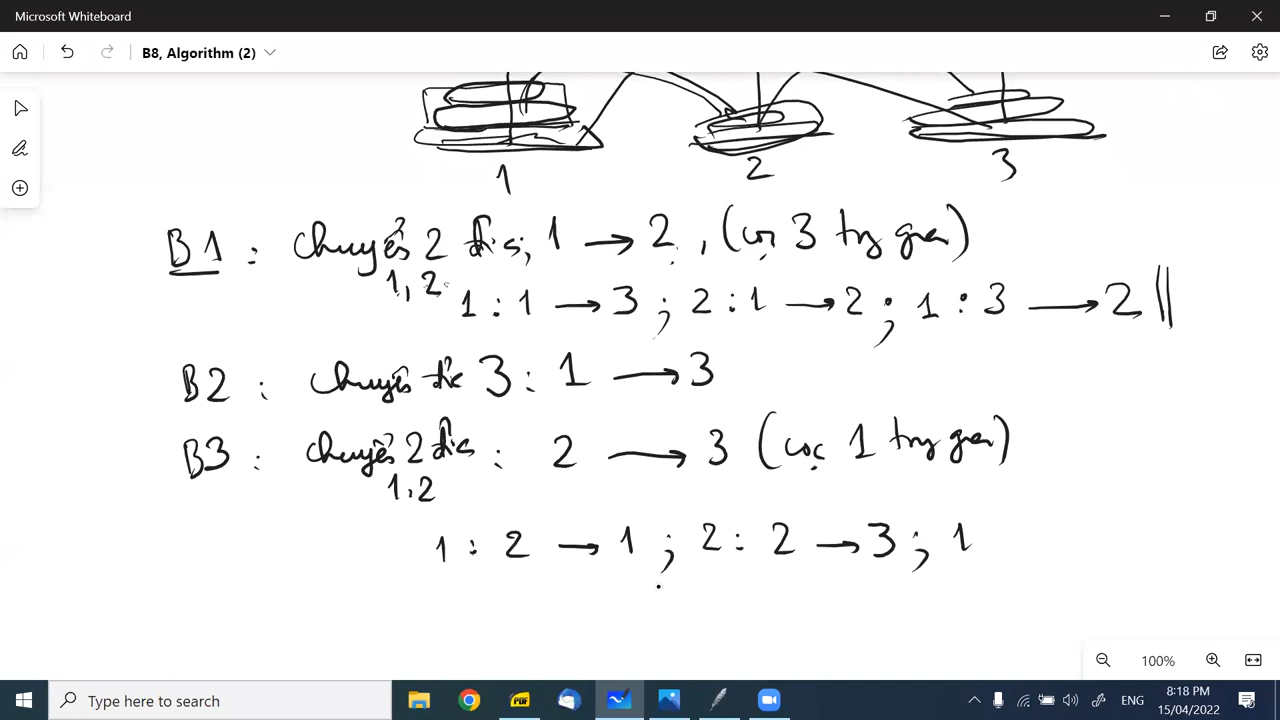 Microsoft Whiteboard
B8, Algorithm (2)
1 2 3
B1 : chuyển 2 đĩa, 1 → 2, (cọc 3 trg gian)
1, 2
1 : 1 → 3 ; 2 : 1 → 2 ; 1 : 3 → 2 ||
B2 : chuyển đĩa 3 : 1 → 3
B3 : chuyển 2 đĩa : 2 → 3 (cọc 1 trg gian)
1, 2
1 : 2 → 1 ; 2 : 2 → 3 ; 1
100%
Type here to search
PDF
ENG
8:18 PM
15/04/2022